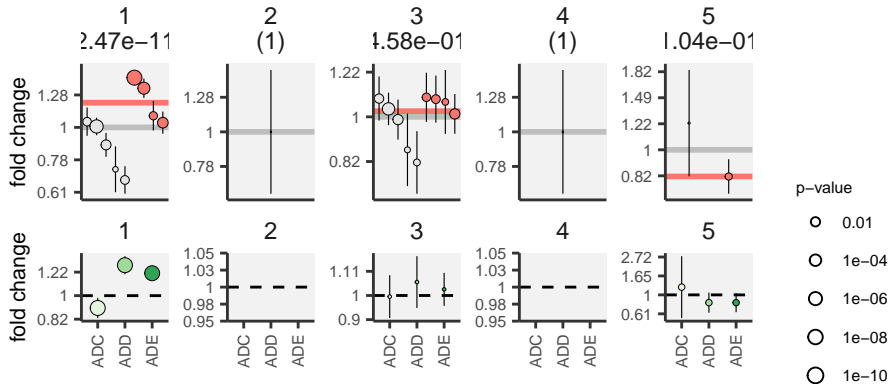 1 2 3 4 5
2.47e−11 (1) 4.58e−01 (1) 1.04e−01
fold change
1.28
1
0.78
0.61
1.28
1
0.78
1.22
1
0.82
1.28
1
0.78
1.82
1.49
1.22
1
0.82
1 2 3 4 5
fold change
1.22
1
0.82
1.05
1.03
1
0.98
0.95
1.11
1
0.9
1.05
1.03
1
0.98
0.95
2.72
1.65
1
0.61
ADC ADD ADE
ADC ADD ADE
ADC ADD ADE
ADC ADD ADE
ADC ADD ADE
p−value
0.01
1e−04
1e−06
1e−08
1e−10